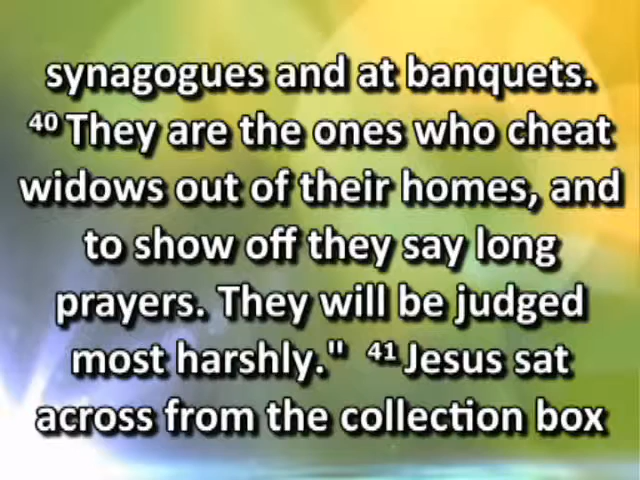 synagogues and at banquets.
⁴⁰ They are the ones who cheat
widows out of their homes, and
to show off they say long
prayers. They will be judged
most harshly." ⁴¹ Jesus sat
across from the collection box